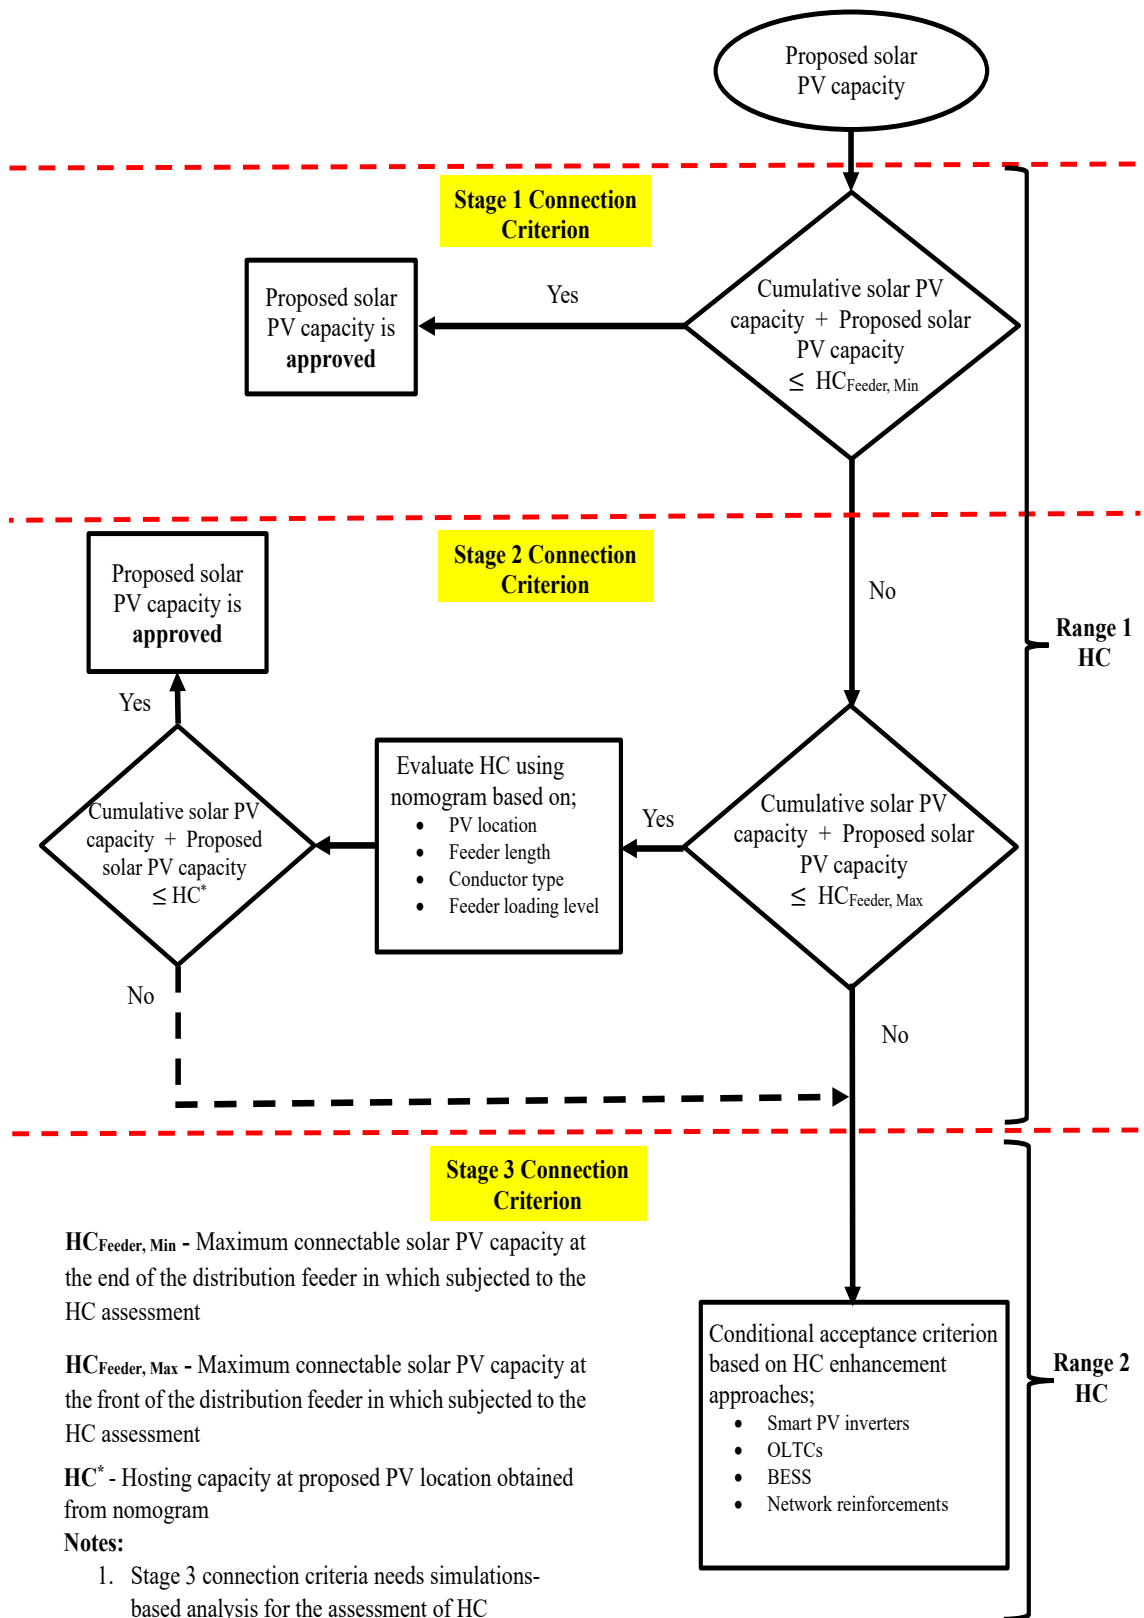 Proposed solar
PV capacity
Stage 1 Connection
Criterion
Proposed solar
PV capacity is
approved
Yes
Cumulative solar PV
capacity + Proposed solar
PV capacity
≤ HCFeeder, Min
Stage 2 Connection
Criterion
Proposed solar
PV capacity is
approved
No
Range 1
HC
Yes
Cumulative solar PV
capacity + Proposed
solar PV capacity
≤ HC*
Evaluate HC using
nomogram based on;
• PV location
• Feeder length
• Conductor type
• Feeder loading level
Yes
Cumulative solar PV
capacity + Proposed solar
PV capacity
≤ HCFeeder, Max
No
No
Stage 3 Connection
Criterion
HCFeeder, Min - Maximum connectable solar PV capacity at
the end of the distribution feeder in which subjected to the
HC assessment
HCFeeder, Max - Maximum connectable solar PV capacity at
the front of the distribution feeder in which subjected to the
HC assessment
HC* - Hosting capacity at proposed PV location obtained
from nomogram
Notes:
1. Stage 3 connection criteria needs simulations-
based analysis for the assessment of HC
Conditional acceptance criterion
based on HC enhancement
approaches;
• Smart PV inverters
• OLTCs
• BESS
• Network reinforcements
Range 2
HC